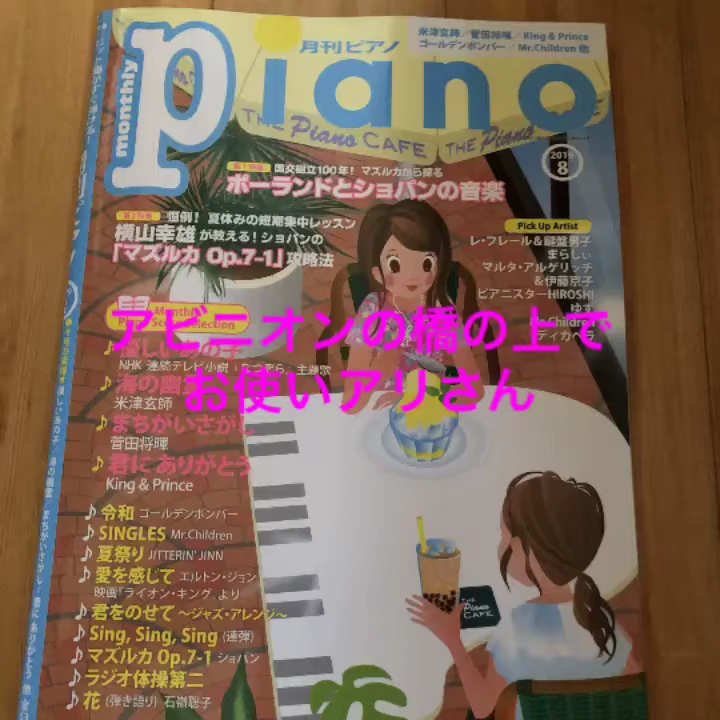 monthly
piano
月刊ピアノ
米津玄師／菅田将暉／King & Prince
ゴールデンボンバー／Mr.Children 他
THE Piano CAFE THE Piano
2019
8
国交樹立100年！ マズルカから探る
ポーランドとショパンの音楽
恒例！ 夏休みの短期集中レッスン
横山幸雄が教える！ショパンの
「マズルカ Op.7-1」攻略法
Pick Up Artist
レ・フレール&鍵盤男子
まらしぃ
マルタ・アルゲリッチ
&伊藤京子
ピアニスターHIROSHI
アビニオンの橋の上で
お使いアリさん
米津玄師
♪まちがいさがし
菅田将暉
♪君に ありがとう
King & Prince
♪令和 ゴールデンボンバー
♪SINGLES Mr.Children
♪夏祭り JITTERIN'JINN
♪愛を感じて エルトン・ジョン
映画『ライオン・キング』より
♪君をのせて 〜ジャズ・アレンジ〜
♪Sing, Sing, Sing (連弾)
♪マズルカ Op.7-1 ショパン
♪ラジオ体操第二
♪花 (弾き語り) 石嶺聡子
THE
Piano
CAFE